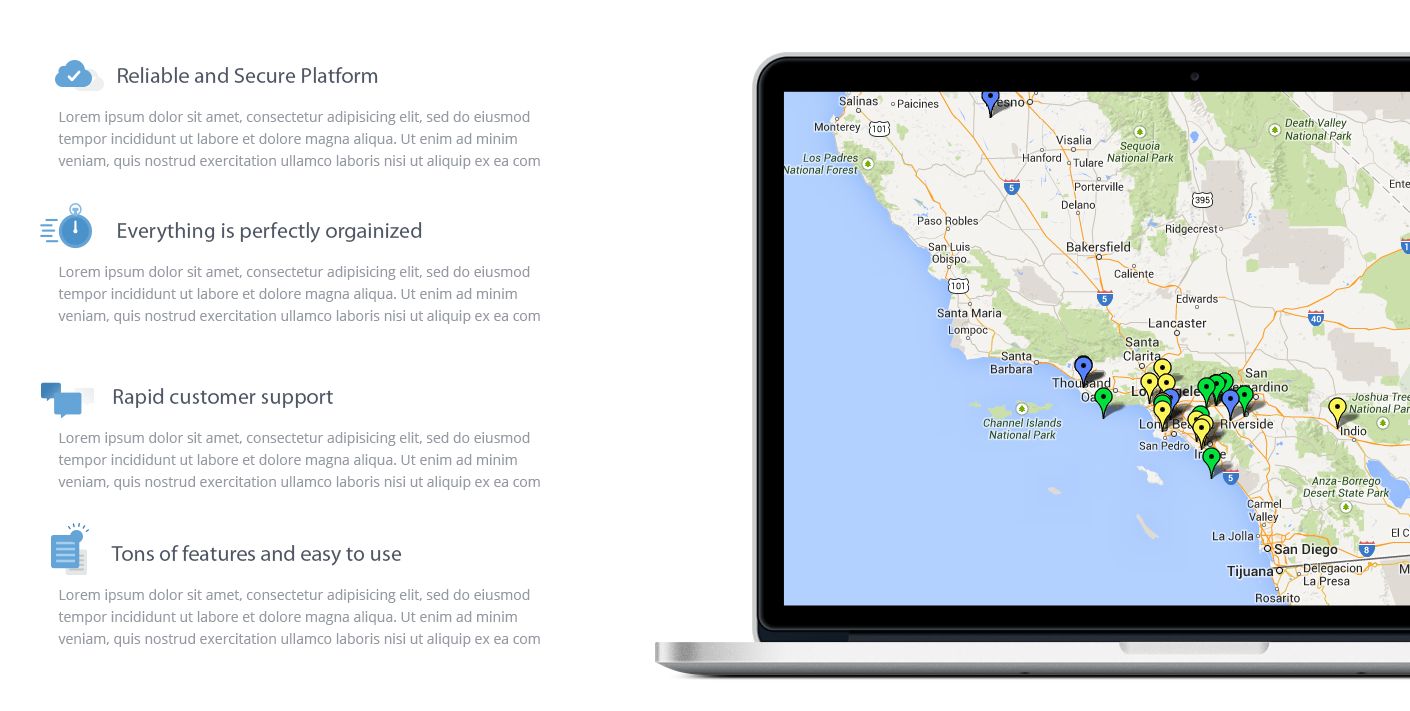 Reliable and Secure Platform
Lorem ipsum dolor sit amet, consectetur adipisicing elit, sed do eiusmod
tempor incididunt ut labore et dolore magna aliqua. Ut enim ad minim
veniam, quis nostrud exercitation ullamco laboris nisi ut aliquip ex ea com
Everything is perfectly orgainized
Lorem ipsum dolor sit amet, consectetur adipisicing elit, sed do eiusmod
tempor incididunt ut labore et dolore magna aliqua. Ut enim ad minim
veniam, quis nostrud exercitation ullamco laboris nisi ut aliquip ex ea com
Rapid customer support
Lorem ipsum dolor sit amet, consectetur adipisicing elit, sed do eiusmod
tempor incididunt ut labore et dolore magna aliqua. Ut enim ad minim
veniam, quis nostrud exercitation ullamco laboris nisi ut aliquip ex ea com
Tons of features and easy to use
Lorem ipsum dolor sit amet, consectetur adipisicing elit, sed do eiusmod
tempor incididunt ut labore et dolore magna aliqua. Ut enim ad minim
veniam, quis nostrud exercitation ullamco laboris nisi ut aliquip ex ea com
Salinas
Paicines
Monterey
101
Visalia
Death Valley
National Park
Los Padres
National Forest
Hanford
Tulare
Sequoia
National Park
5
Porterville
395
Delano
Paso Robles
Ridgecrest
San Luis
Obispo
Bakersfield
Caliente
101
5
Edwards
Santa Maria
40
Lompoc
Lancaster
Santa
Barbara
Santa
Clarita
San
Channel Islands
National Park
San Pedro
Riverside
Indio
Joshua Tree
5
Anza-Borrego
Desert State Park
Carmel
Valley
La Jolla
San Diego
8
Tijuana
Delegacion
La Presa
Rosarito